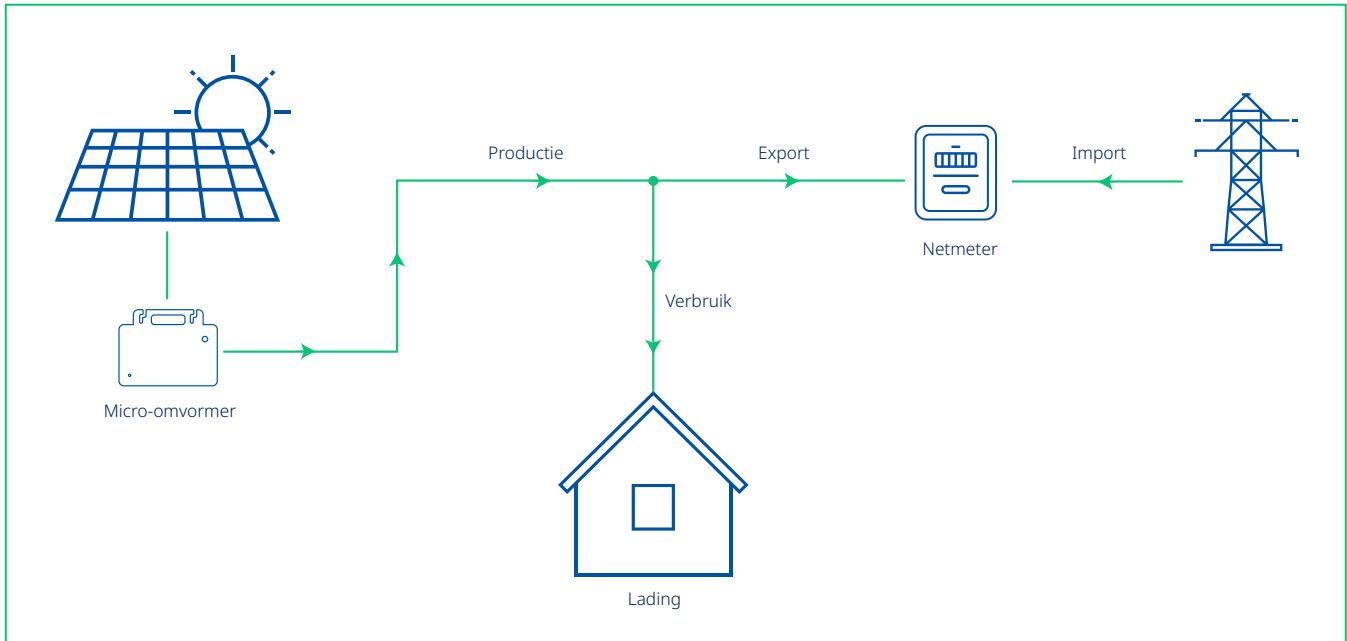 Productie
Export
Import
Netmeter
Verbruik
Micro-omvormer
Lading